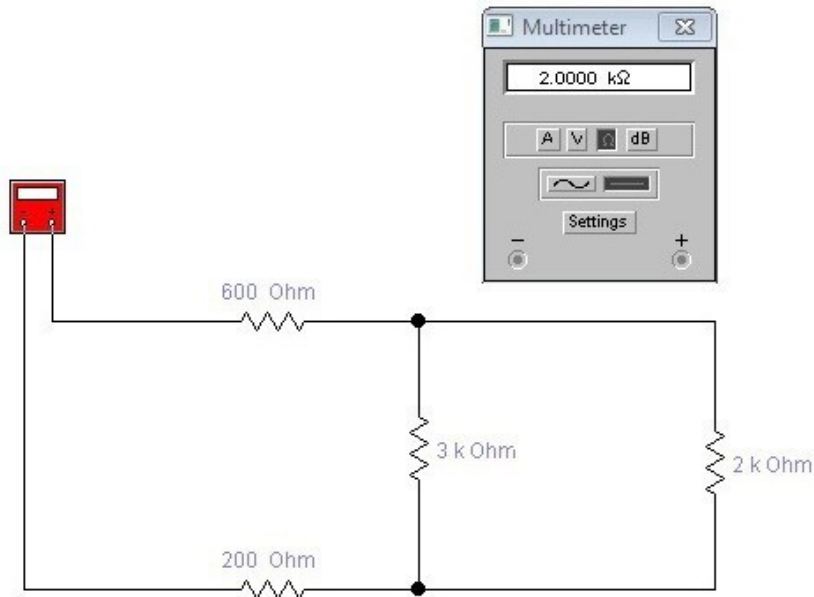 Multimeter
2.0000 kΩ
A V Ω dB
Settings
− +
− +
600 Ohm
3 k Ohm
2 k Ohm
200 Ohm